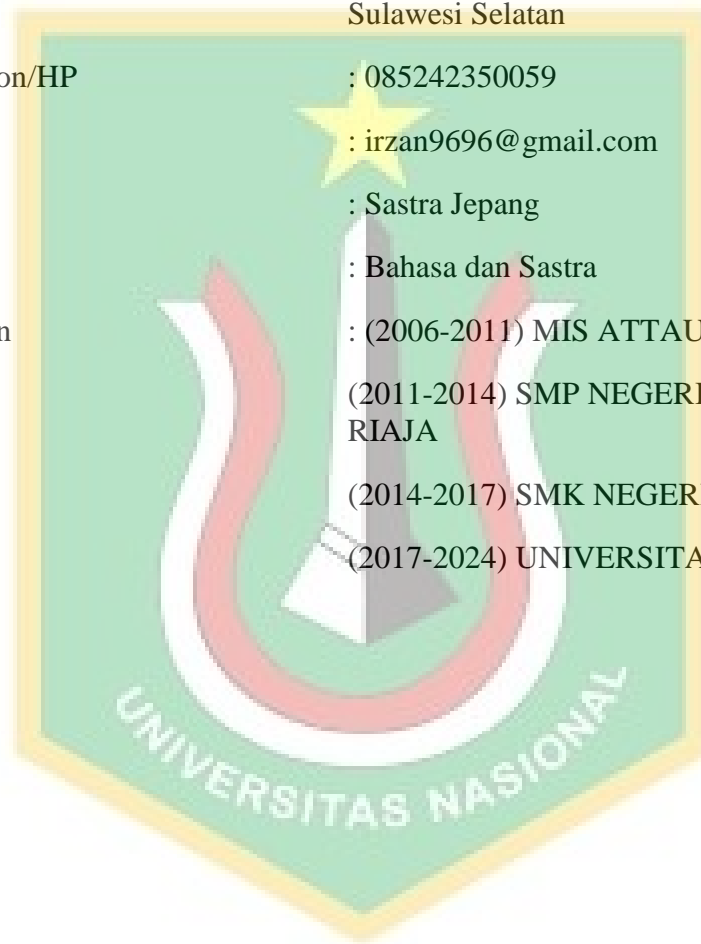 Sulawesi Selatan
on/HP : 085242350059
: irzan9696@gmail.com
: Sastra Jepang
: Bahasa dan Sastra
n : (2006-2011) MIS ATTAU
(2011-2014) SMP NEGERI
RIAJA
(2014-2017) SMK NEGER
(2017-2024) UNIVERSITA
UNIVERSITAS NASIONAL